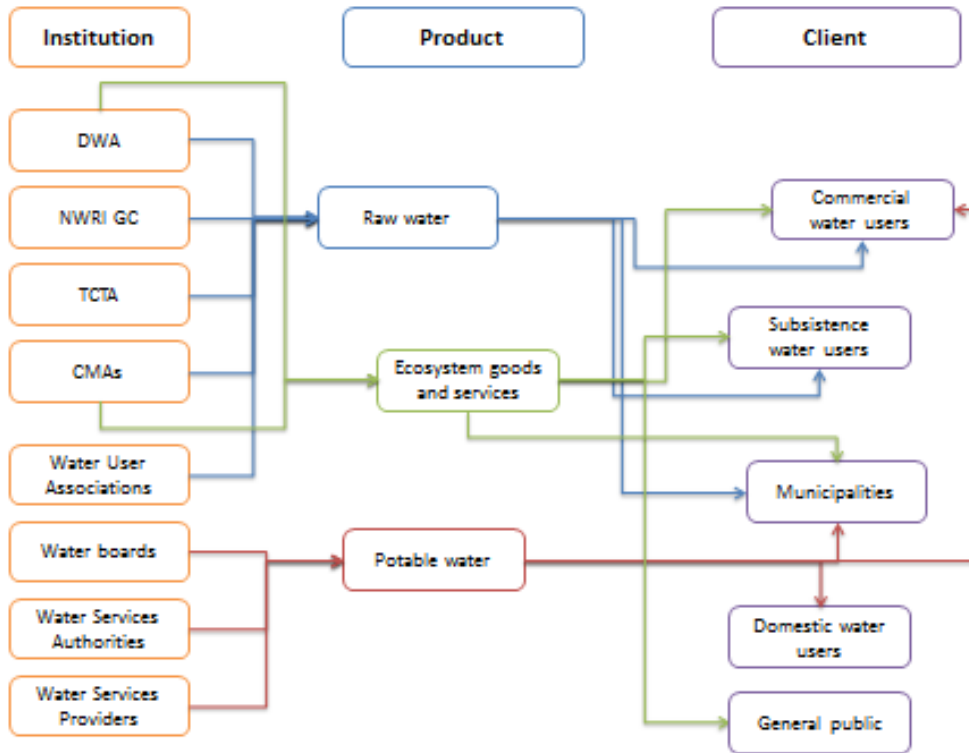 Institution
Product
Client
DWA
NWRI GC
TCTA
CMAs
Water User
Associations
Water boards
Water Services
Authorities
Water Services
Providers
Raw water
Ecosystem goods
and services
Potable water
Commercial
water users
Subsistence
water users
Municipalities
Domestic water
users
General public